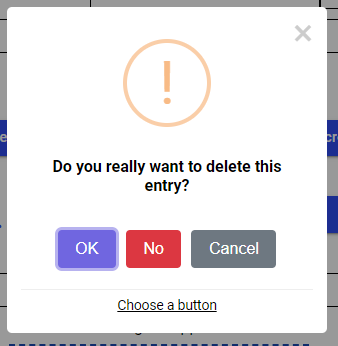 ×
!
Do you really want to delete this
entry?
OK No Cancel
Choose a button